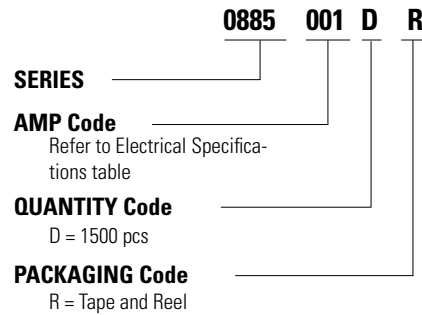 0885 001 D R
SERIES
AMP Code
Refer to Electrical Specifica-
tions table
QUANTITY Code
D = 1500 pcs
PACKAGING Code
R = Tape and Reel